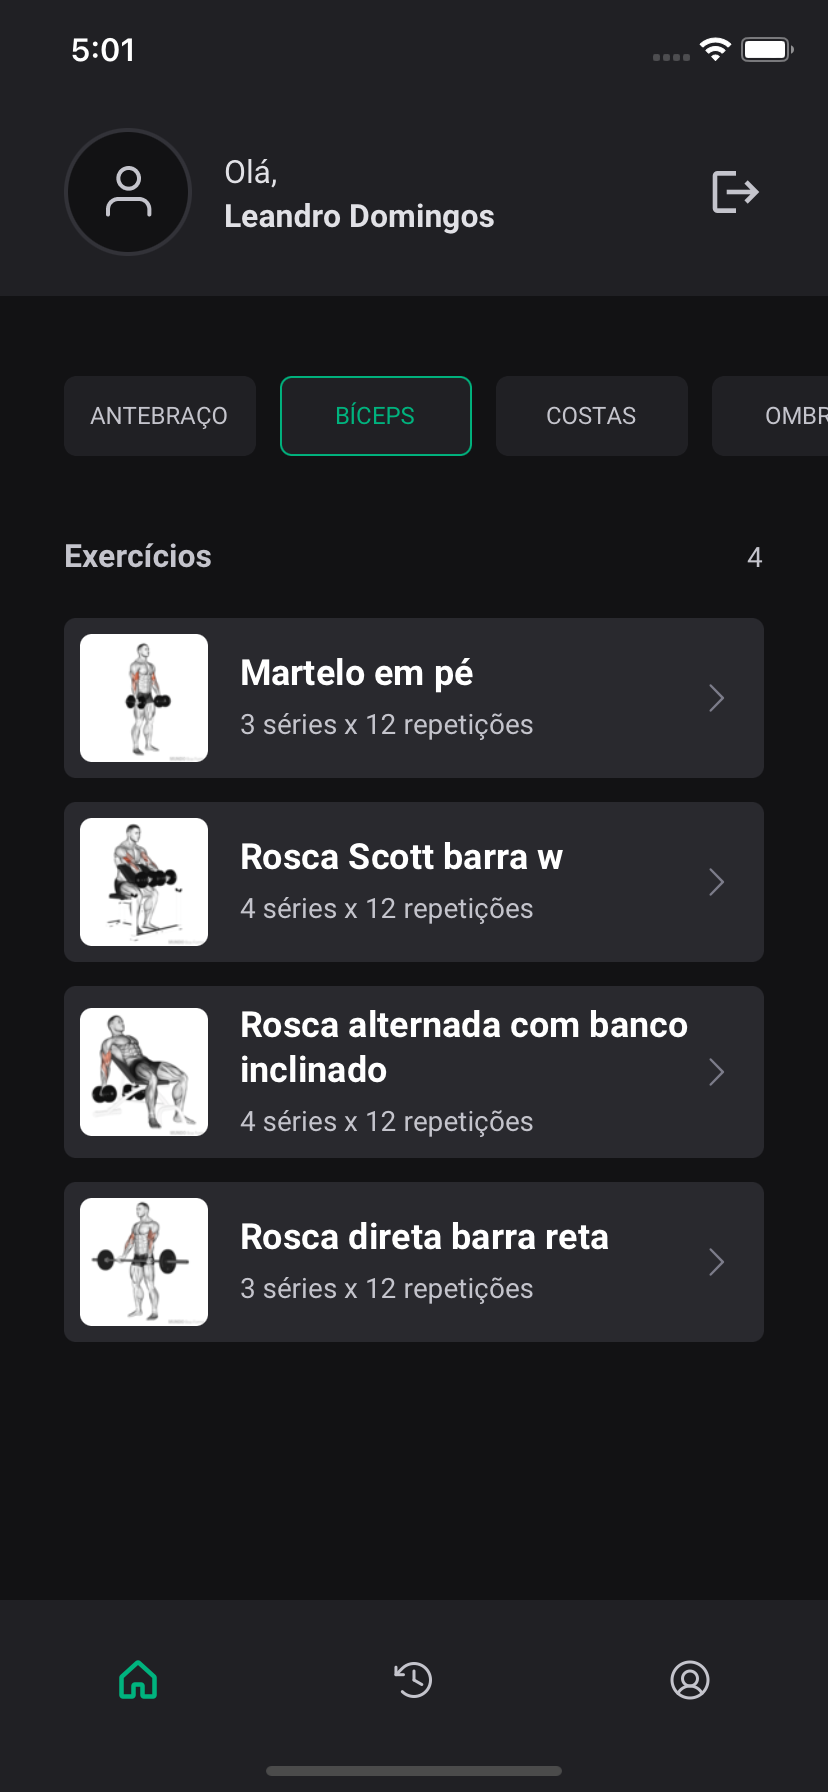 5:01
Olá,
Leandro Domingos
ANTEBRAÇO
BÍCEPS
COSTAS
OMBR
Exercícios
4
Martelo em pé
3 séries x 12 repetições
Rosca Scott barra w
4 séries x 12 repetições
Rosca alternada com banco
inclinado
4 séries x 12 repetições
Rosca direta barra reta
3 séries x 12 repetições